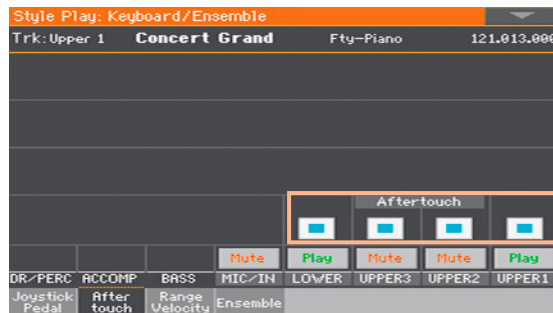 Style Play: Keyboard/Ensemble
Trk:Upper 1 Concert Grand Fty-Piano 121.013.000
Aftertouch
Mute Play Mute Mute Play
DR/PERC ACCOMP BASS MIC/IN LOWER UPPER3 UPPER2 UPPER1
Joystick Pedal After touch Range Velocity Ensemble